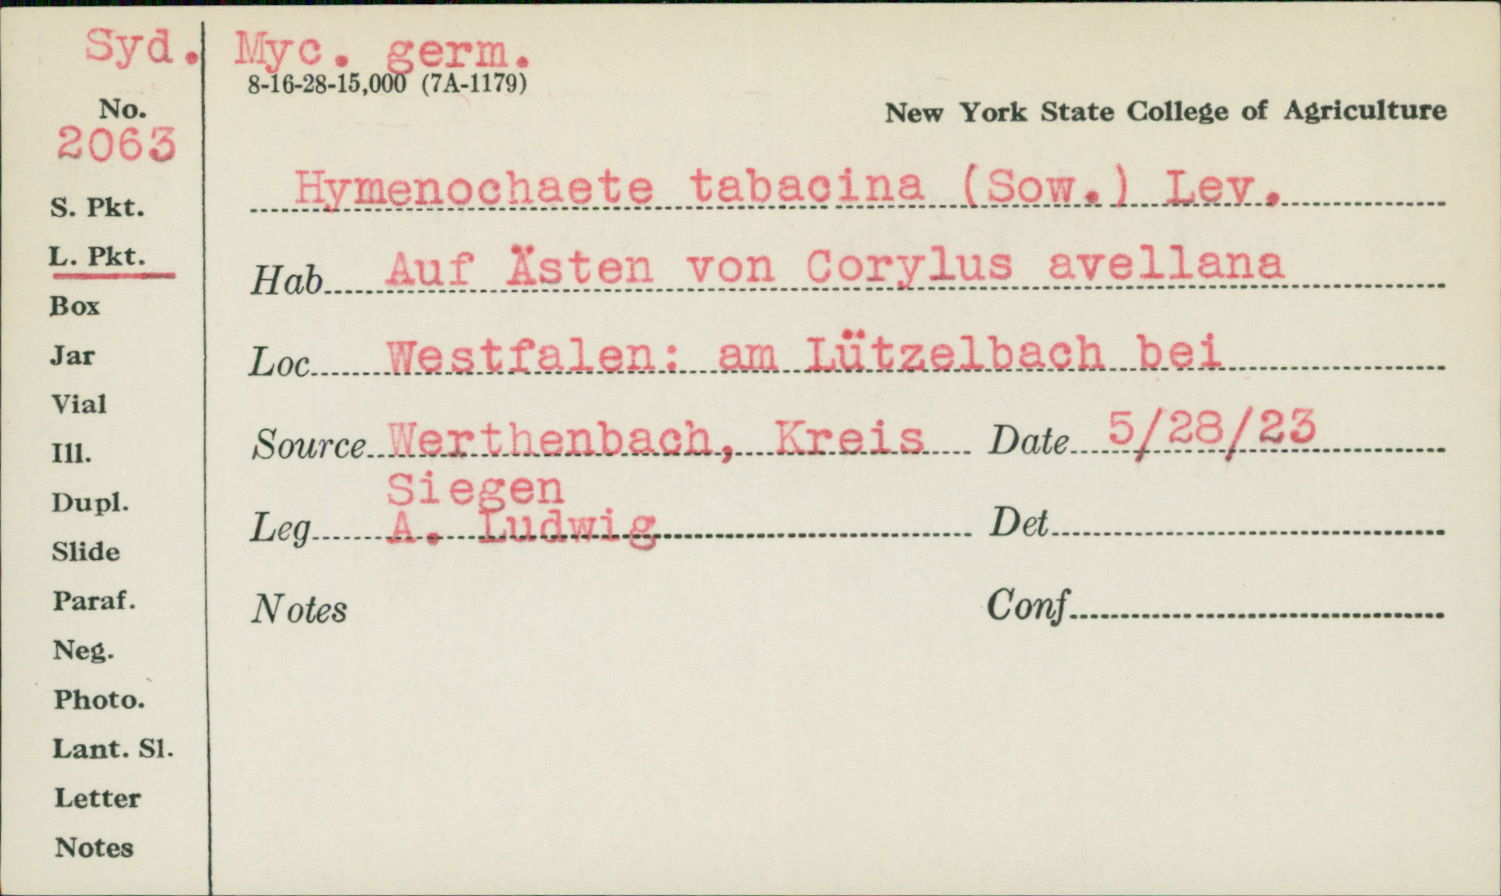 Syd. Myc. germ.
8-16-28-15,000 (7A-1179)
New York State College of Agriculture
No.
2063
S. Pkt.
L. Pkt.
Box
Jar
Vial
Ill.
Dupl.
Slide
Paraf.
Neg.
Photo.
Lant. Sl.
Letter
Notes
Hymenochaete tabacina (Sow.) Lev.
Hab Auf Ästen von Corylus avellana
Loc Westfalen: am Lützelbach bei
Source Werthenbach, Kreis Date 5/28/23
Siegen
Leg A. Ludwig Det
Notes Conf